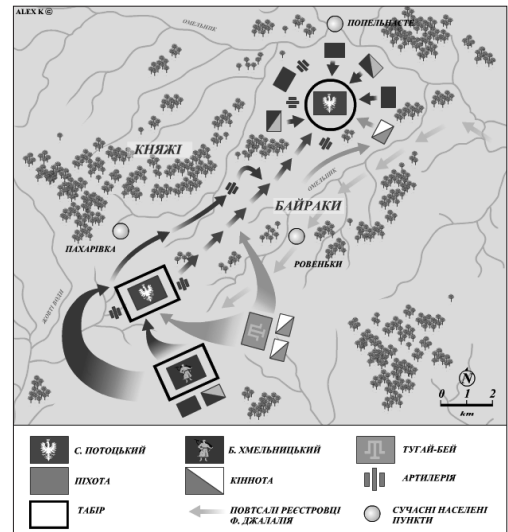 ALEX K ©
ОМЕЛЬНИК
ПОПЕЛЬНАСТЕ
КНЯЖІ
ОМЕЛЬНИК
БАЙРАКИ
ПАХАРІВКА
РОВЕНЬКИ
ЖОВТІ ВОДИ
N
0 1 2
km
С. ПОТОЦЬКИЙ
Б. ХМЕЛЬНИЦЬКИЙ
ТУГАЙ-БЕЙ
ПІХОТА
КІННОТА
АРТИЛЕРІЯ
ТАБІР
ПОВТСАЛІ РЕЄСТРОВЦІ
Ф. ДЖАЛАЛІЯ
СУЧАСНІ НАСЕЛЕНІ
ПУНКТИ